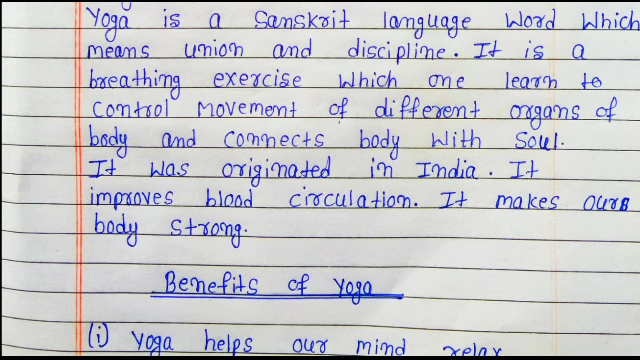 Yoga is a Sanskrit language word which
means union and discipline. It is a
breathing exercise which one learn to
control movement of different organs of
body and connects body with soul.
It was originated in India. It
improves blood circulation. It makes ours
body strong.
Benefits of Yoga
(i) Yoga helps our mind relax